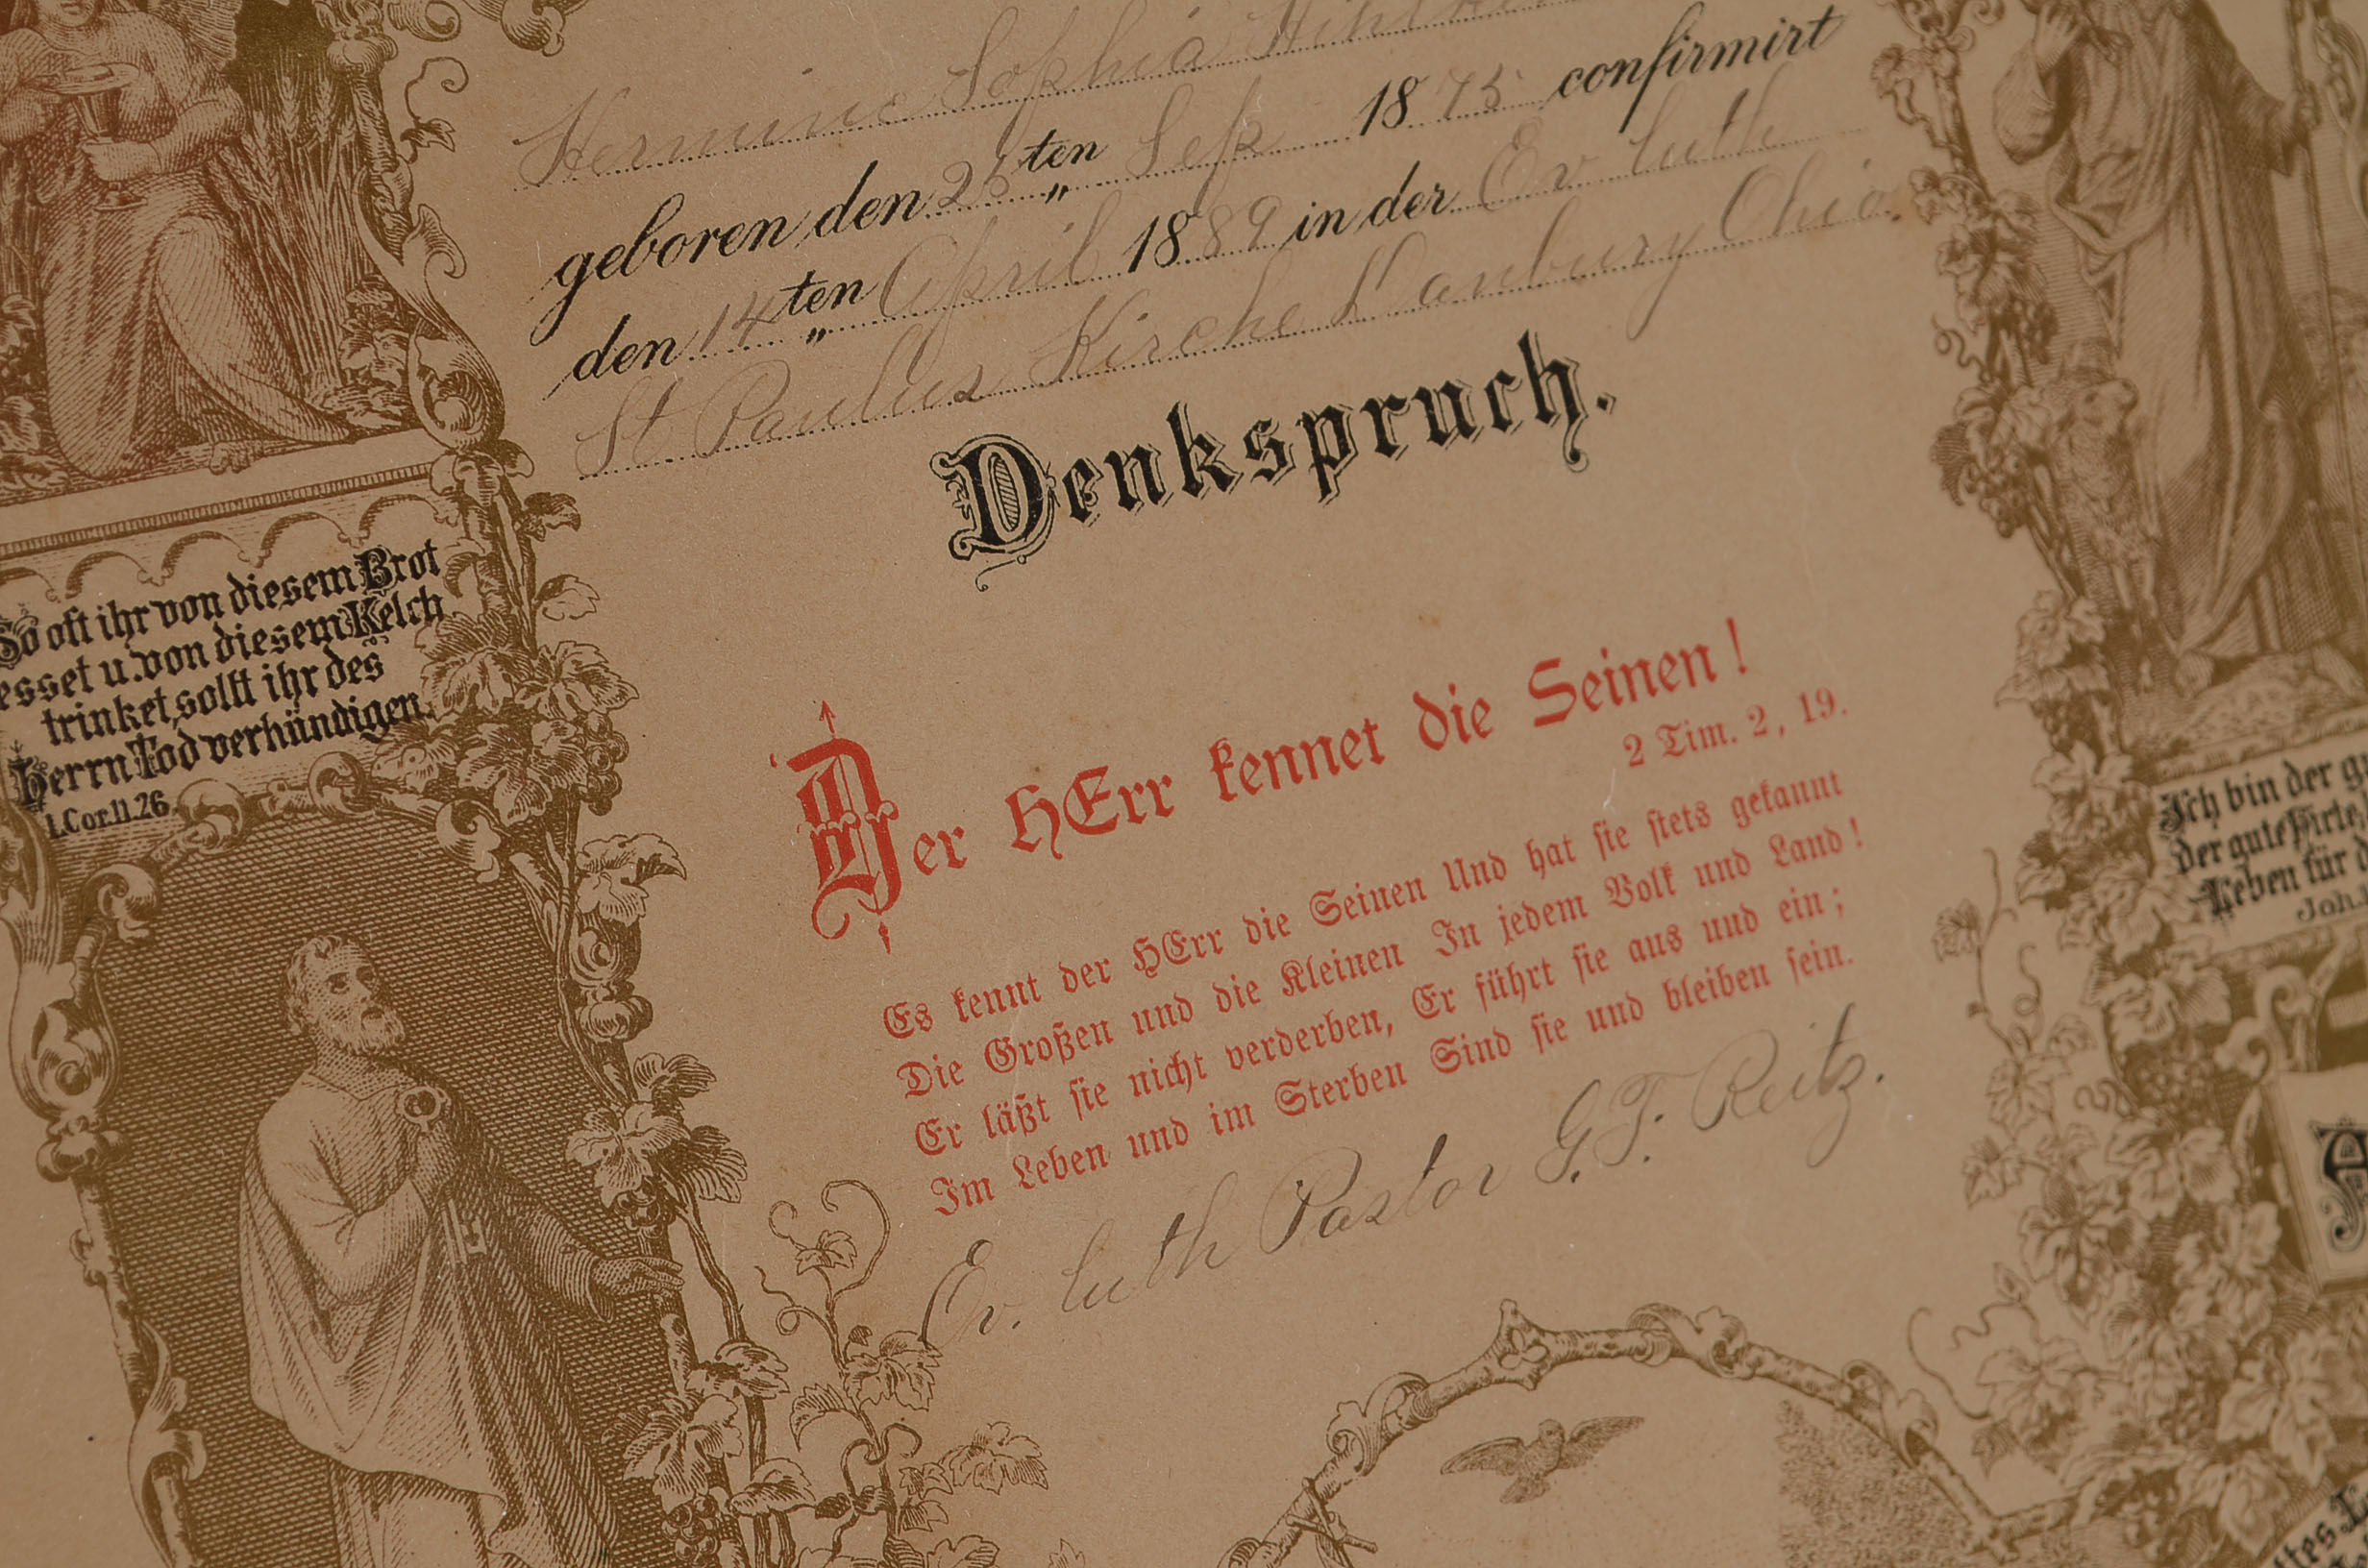 Hermine Sophia
geboren den 26ten Sep 1875 confirmirt
den 14ten April 1889 in der Ev luth
St Paulus Kirche Danbury Ohio.
Denkspruch.
Der HErr kennet die Seinen!
2 Tim. 2, 19.
Es kennt der HErr die Seinen Und hat sie stets gekannt
Die Großen und die Kleinen In jedem Volk und Land!
Er läßt sie nicht verderben, Er führt sie aus und ein;
Im Leben und im Sterben Sind sie und bleiben sein.
Ev. luth Pastor G. F. Reitz.
So oft ihr von diesem Brot
esset u. von diesem Kelch
trinket, sollt ihr des
Herrn Tod verkündigen.
1. Cor. 11. 26.
Ich bin der
der gute Hirte
Leben für
Joh.